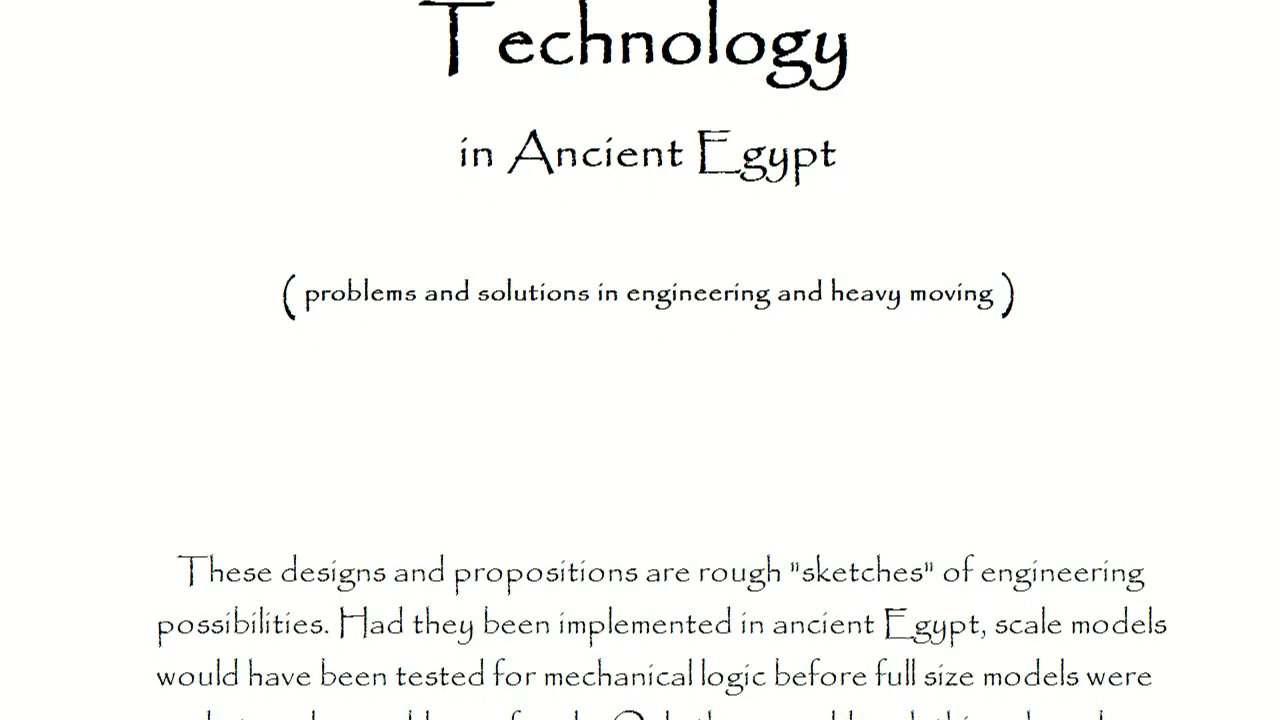 Technology
in Ancient Egypt
( problems and solutions in engineering and heavy moving )
These designs and propositions are rough "sketches" of engineering
possibilities. Had they been implemented in ancient Egypt, scale models
would have been tested for mechanical logic before full size models were